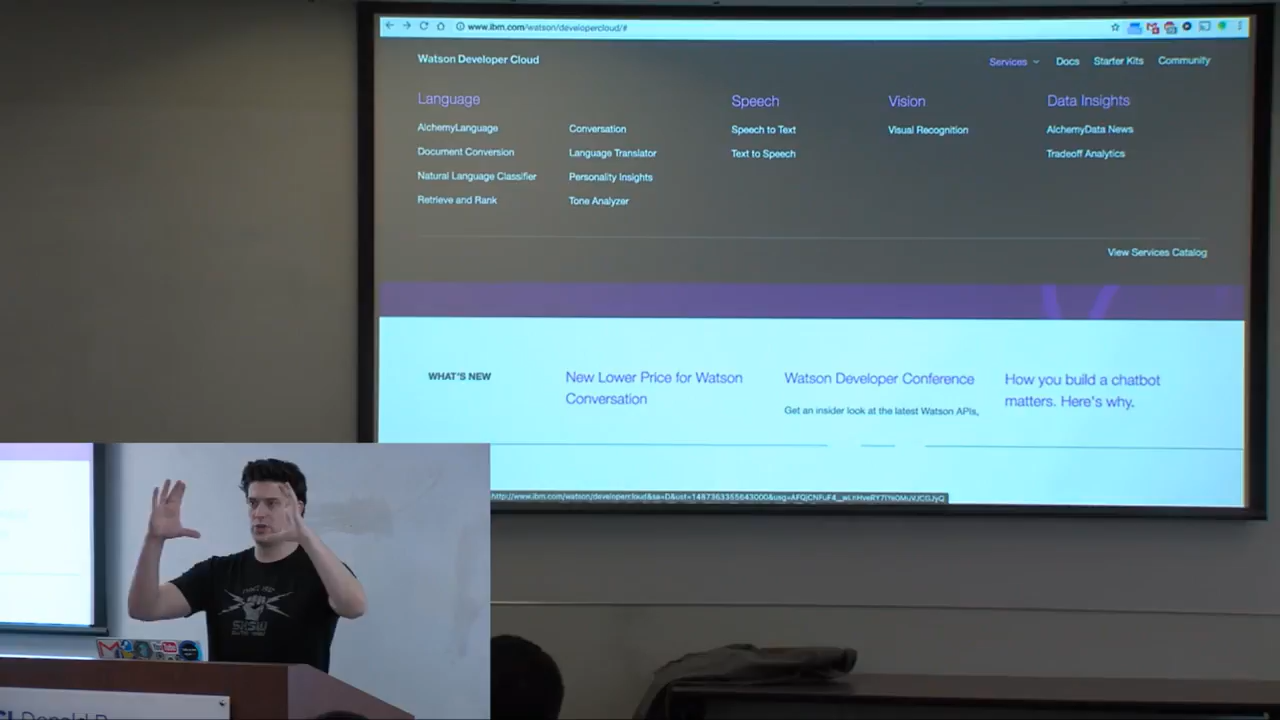 www.ibm.com/watson/developercloud/#
Watson Developer Cloud
Services
Docs
Starter Kits
Community
Language
AlchemyLanguage
Document Conversion
Natural Language Classifier
Retrieve and Rank
Conversation
Language Translator
Personality Insights
Tone Analyzer
Speech
Speech to Text
Text to Speech
Vision
Visual Recognition
Data Insights
AlchemyData News
Tradeoff Analytics
View Services Catalog
WHAT'S NEW
New Lower Price for Watson
Conversation
Watson Developer Conference
Get an insider look at the latest Watson APIs,
How you build a chatbot
matters. Here's why.
SXSW
YouTube
Donald B